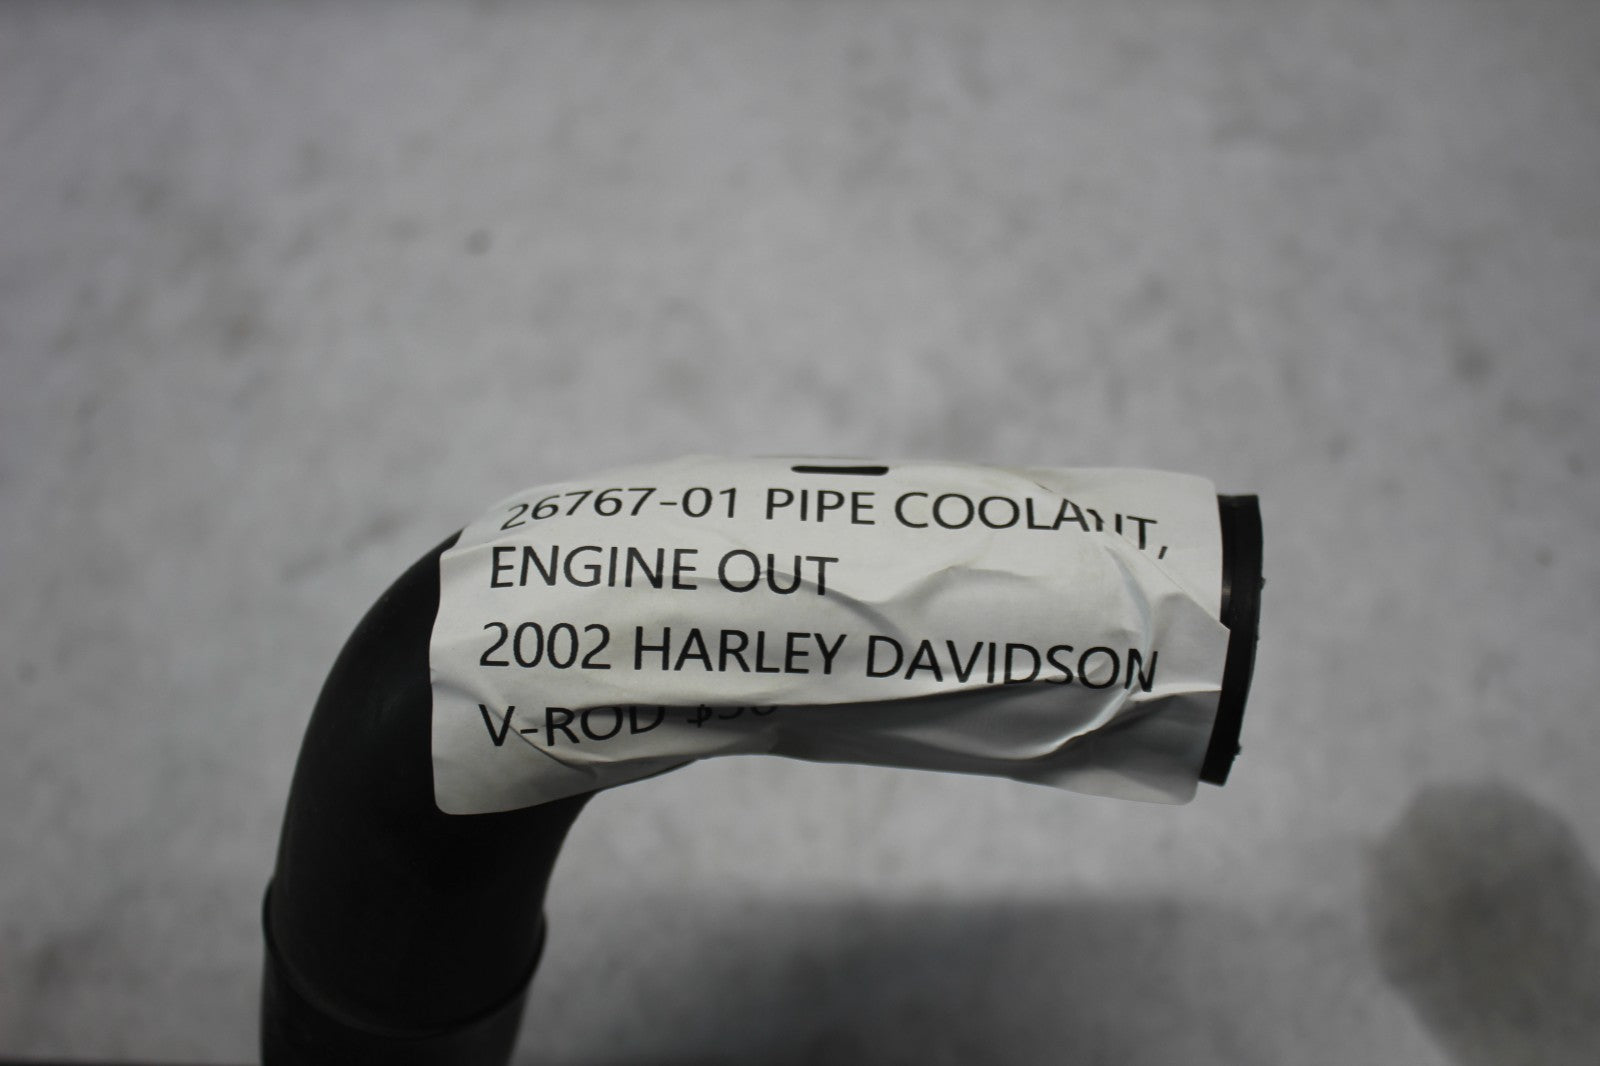 26767-01 PIPE COOLANT,
ENGINE OUT
2002 HARLEY DAVIDSON
V-ROD